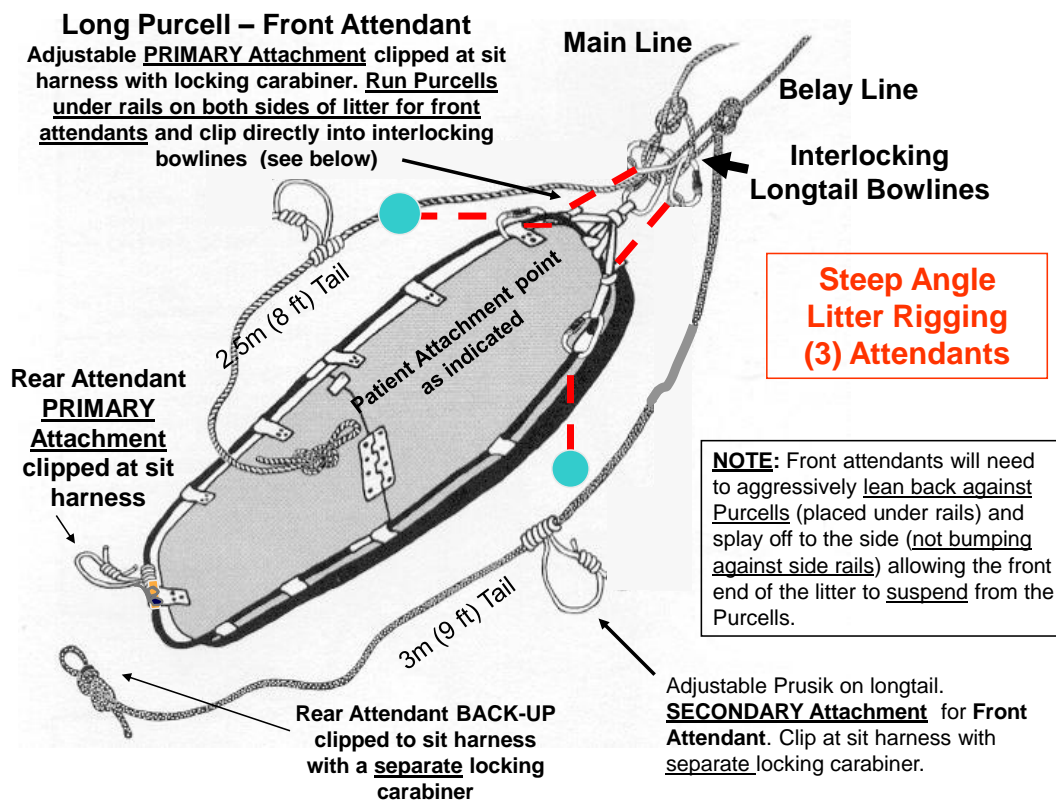 Long Purcell – Front Attendant
Adjustable PRIMARY Attachment clipped at sit
harness with locking carabiner. Run Purcells
under rails on both sides of litter for front
attendants and clip directly into interlocking
bowlines (see below)
Main Line
Belay Line
Interlocking
Longtail Bowlines
Steep Angle
Litter Rigging
(3) Attendants
2.5m (8 ft) Tail
Patient Attachment point
as indicated
Rear Attendant
PRIMARY
Attachment
clipped at sit
harness
NOTE: Front attendants will need
to aggressively lean back against
Purcells (placed under rails) and
splay off to the side (not bumping
against side rails) allowing the front
end of the litter to suspend from the
Purcells.
3m (9 ft) Tail
Rear Attendant BACK-UP
clipped to sit harness
with a separate locking
carabiner
Adjustable Prusik on longtail.
SECONDARY Attachment for Front
Attendant. Clip at sit harness with
separate locking carabiner.